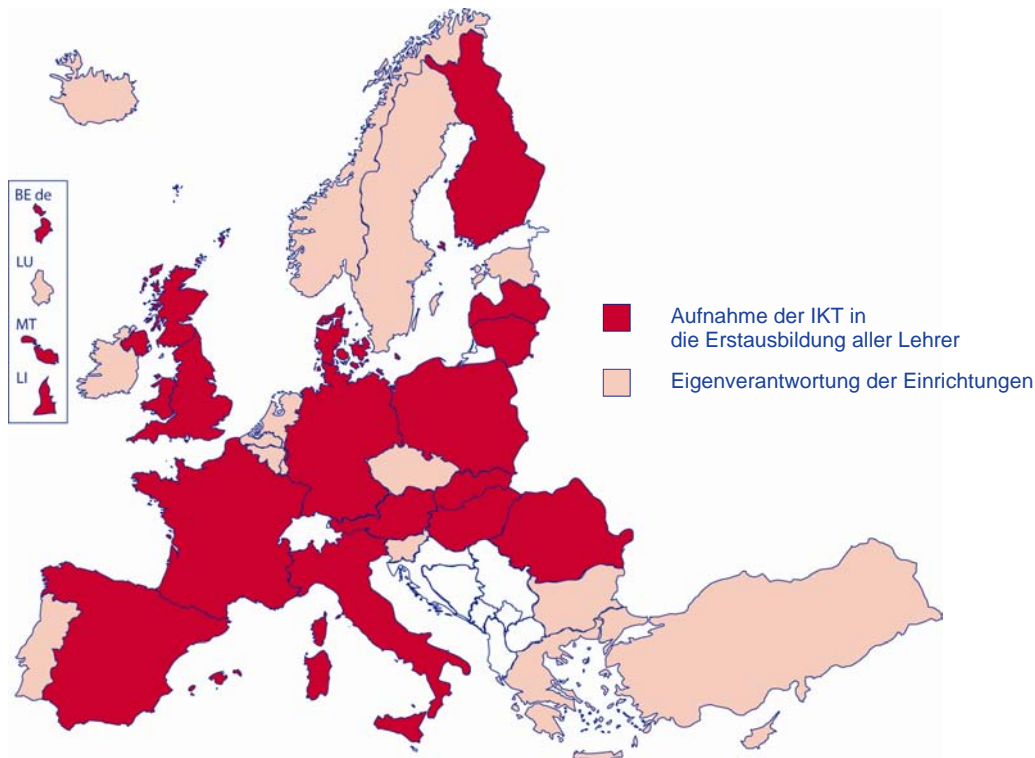 BE de
LU
MT
LI
Aufnahme der IKT in
die Erstausbildung aller Lehrer
Eigenverantwortung der Einrichtungen